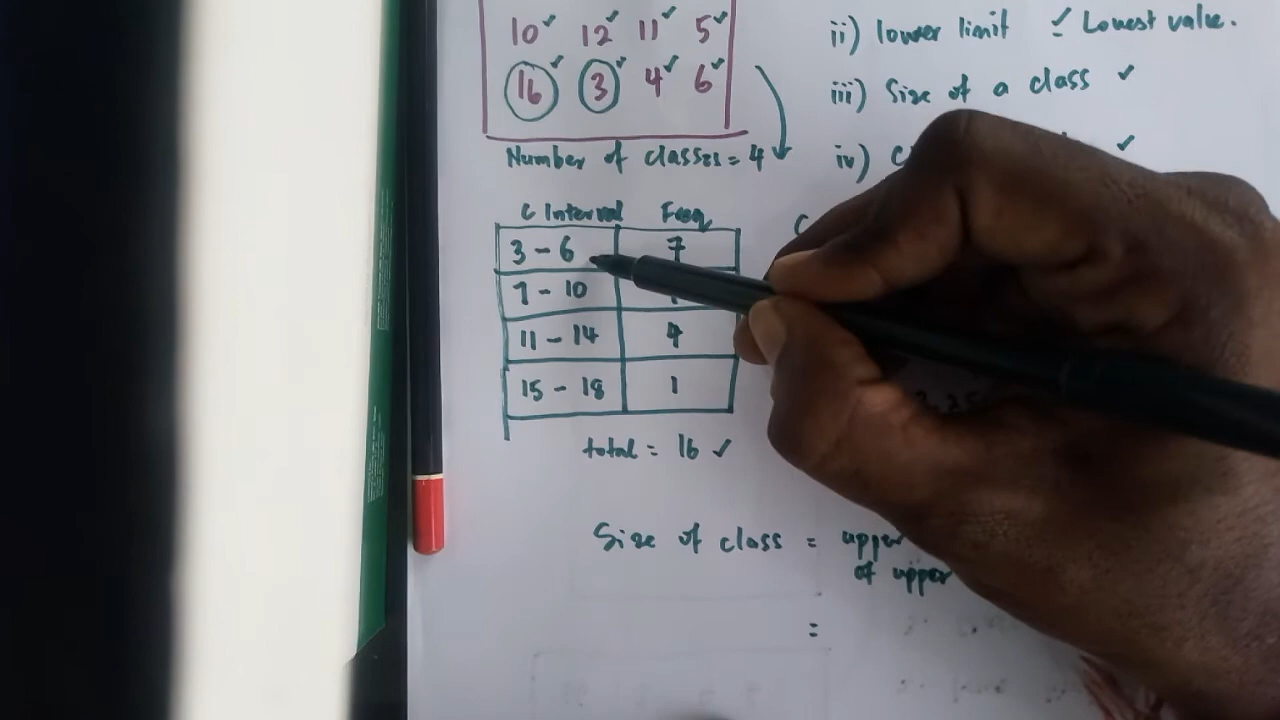 10 12 11 5
16 3 4 6
Number of classes = 4
ii) lower limit Lowest value.
iii) Size of a class
iv)
C Interval Freq
3 - 6 7
7 - 10
11 - 14 4
15 - 18 1
total = 16
Size of class = upper
of upper
=